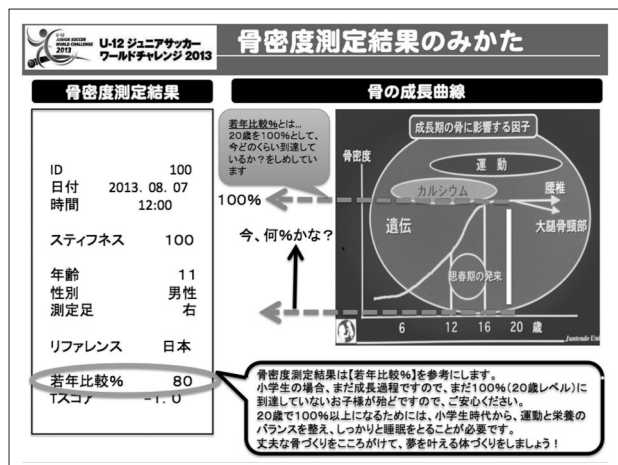 U-12
JUNIOR SOCCER
WORLD CHALLENGE
2013
U-12 ジュニアサッカー
ワールドチャレンジ 2013
骨密度測定結果のみかた
骨密度測定結果
ID 100
日付 2013. 08. 07
時間 12:00
スティフネス 100
年齢 11
性別 男性
測定足 右
リファレンス 日本
若年比較% 80
Tスコア -1. 0
骨の成長曲線
若年比較%とは…
20歳を100%として、
今どのくらい到達して
いるか？をしめしてい
ます
100%
今、何%かな？
成長期の骨に影響する因子
骨密度
運動
カルシウム
腰椎
遺伝
大腿骨頸部
思春期の発来
6 12 16 20 歳
骨密度測定結果は【若年比較%】を参考にします。
小学生の場合、まだ成長過程ですので、まだ100%（20歳レベル）に
到達していないお子様が殆どですので、ご安心ください。
20歳で100%以上になるためには、小学生時代から、運動と栄養の
バランスを整え、しっかりと睡眠をとることが必要です。
丈夫な骨づくりをこころがけて、夢を叶える体づくりをしましょう！